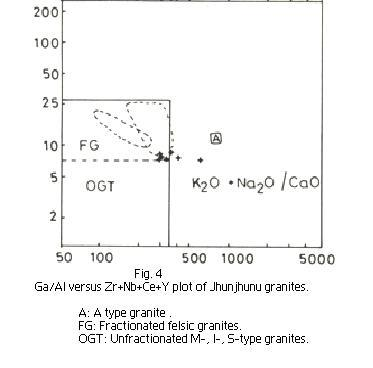 200
100
50
25
10
5
2
A
FG
OGT
K2O • Na2O / CaO
50 100 500 1000 5000
Fig. 4
Ga/Al versus Zr+Nb+Ce+Y plot of Jhunjhunu granites.
A: A type granite .
FG: Fractionated felsic granites.
OGT: Unfractionated M-, I-, S-type granites.